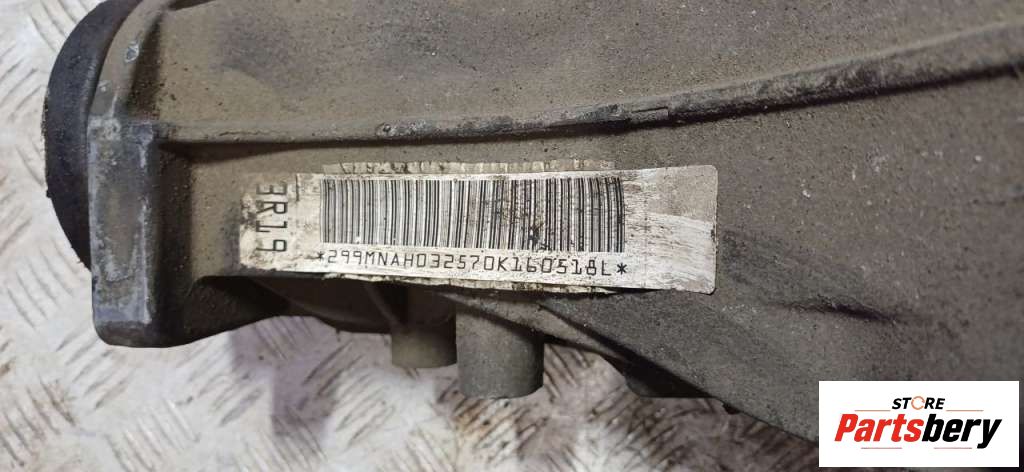 3R19
*299MNAH032570K160518L*
STORE
Partsbery